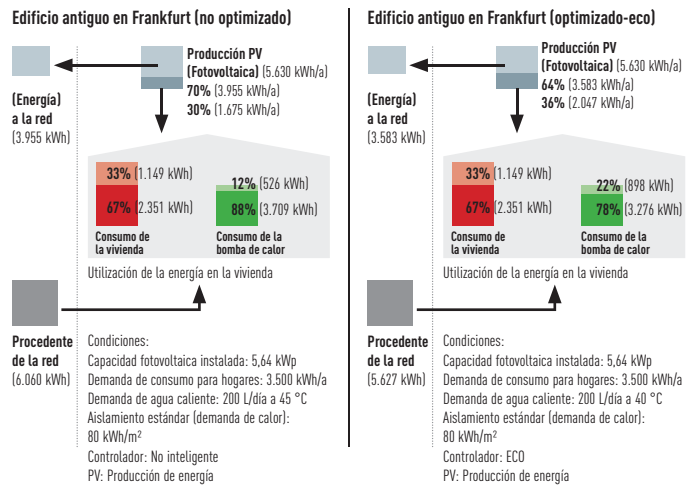 Edificio antiguo en Frankfurt (no optimizado)
Producción PV
(Fotovoltaica) (5.630 kWh/a)
70% (3.955 kWh/a)
30% (1.675 kWh/a)
(Energía)
a la red
(3.955 kWh)
33% (1.149 kWh)
67% (2.351 kWh)
Consumo de
la vivienda
12% (526 kWh)
88% (3.709 kWh)
Consumo de la
bomba de calor
Utilización de la energía en la vivienda
Procedente
de la red
(6.060 kWh)
Condiciones:
Capacidad fotovoltaica instalada: 5,64 kWp
Demanda de consumo para hogares: 3.500 kWh/a
Demanda de agua caliente: 200 L/día a 45 °C
Aislamiento estándar (demanda de calor):
80 kWh/m²
Controlador: No inteligente
PV: Producción de energía
Edificio antiguo en Frankfurt (optimizado-eco)
Producción PV
(Fotovoltaica) (5.630 kWh/a)
64% (3.583 kWh/a)
36% (2.047 kWh/a)
(Energía)
a la red
(3.583 kWh)
33% (1.149 kWh)
67% (2.351 kWh)
Consumo de
la vivienda
22% (898 kWh)
78% (3.276 kWh)
Consumo de la
bomba de calor
Utilización de la energía en la vivienda
Procedente
de la red
(5.627 kWh)
Condiciones:
Capacidad fotovoltaica instalada: 5,64 kWp
Demanda de consumo para hogares: 3.500 kWh/a
Demanda de agua caliente: 200 L/día a 40 °C
Aislamiento estándar (demanda de calor):
80 kWh/m²
Controlador: ECO
PV: Producción de energía